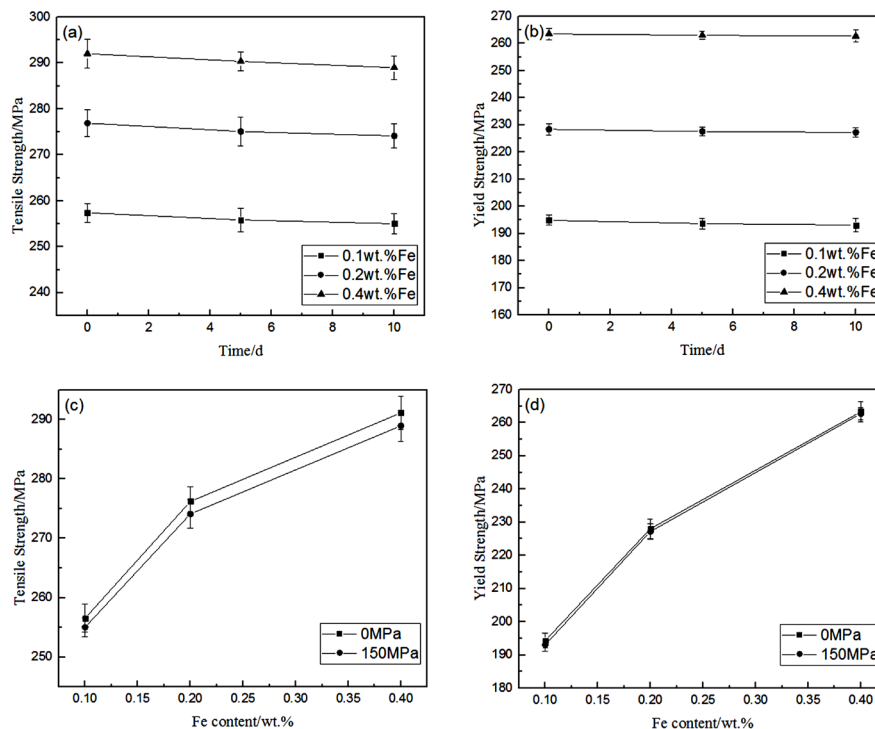 (a)
300
290
280
270
260
250
240
Tensile Strength/MPa
0.1wt.%Fe
0.2wt.%Fe
0.4wt.%Fe
0 2 4 6 8 10
Time/d
(b)
270
260
250
240
230
220
210
200
190
180
170
160
Yield Strength/MPa
0.1wt.%Fe
0.2wt.%Fe
0.4wt.%Fe
0 2 4 6 8 10
Time/d
(c)
290
280
270
260
250
Tensile Strength/MPa
0MPa
150MPa
0.10 0.15 0.20 0.25 0.30 0.35 0.40
Fe content/wt.%
(d)
270
260
250
240
230
220
210
200
190
180
Yield Strength/MPa
0MPa
150MPa
0.10 0.15 0.20 0.25 0.30 0.35 0.40
Fe content/wt.%